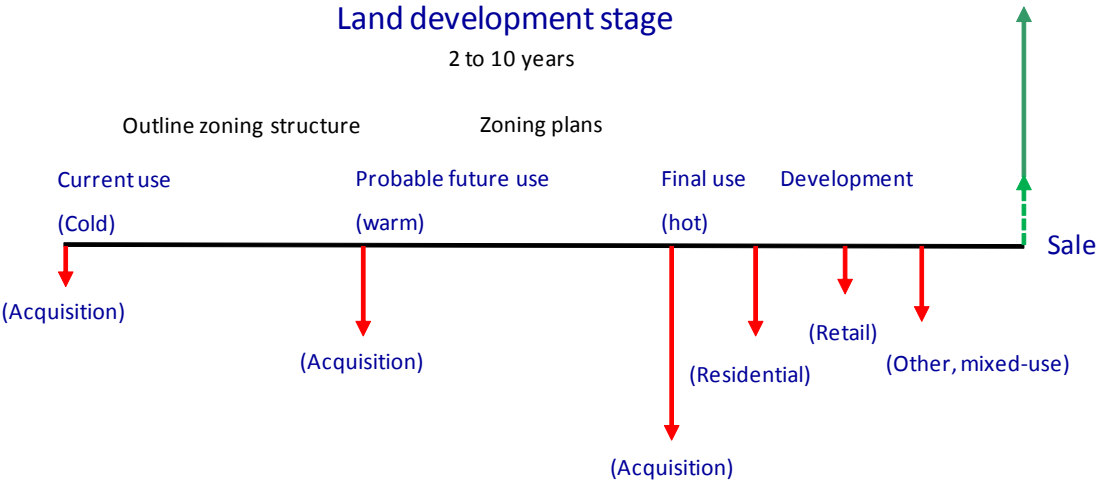 Land development stage
2 to 10 years
Outline zoning structure
Zoning plans
Current use
(Cold)
Probable future use
(warm)
Final use
(hot)
Development
Sale
(Acquisition)
(Acquisition)
(Acquisition)
(Residential)
(Retail)
(Other, mixed-use)